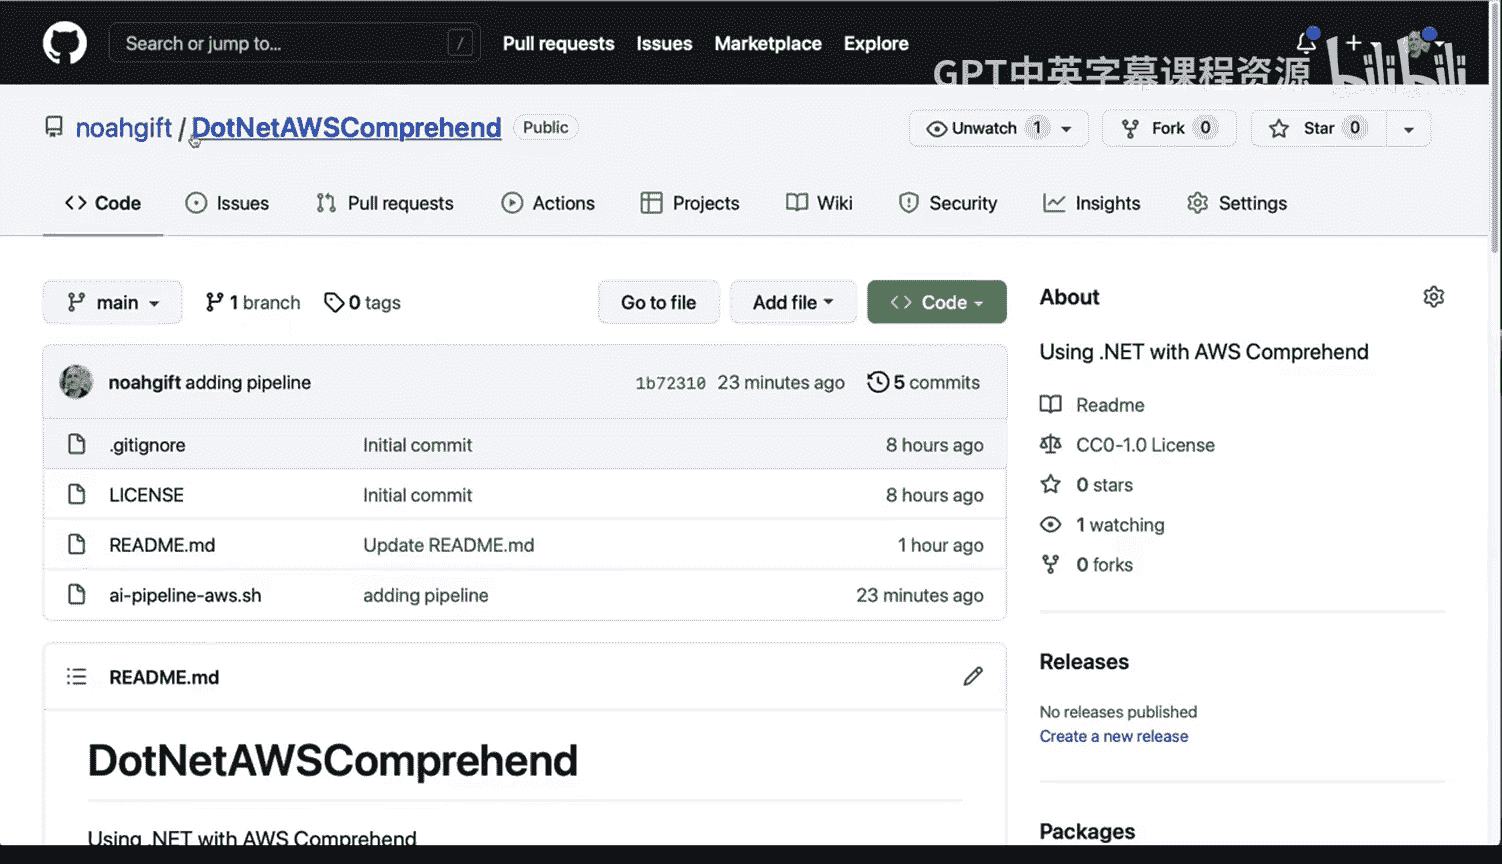 Search or jump to... / Pull requests Issues Marketplace Explore
GPT中英字幕课程资源 bilibili
noahgift / DotNetAWSComprehend Public Unwatch 1 Fork 0 Star 0
Code Issues Pull requests Actions Projects Wiki Security Insights Settings
main 1 branch 0 tags Go to file Add file Code
About
Using .NET with AWS Comprehend
noahgift adding pipeline 1b72310 23 minutes ago 5 commits
Readme
.gitignore Initial commit 8 hours ago
CC0-1.0 License
LICENSE Initial commit 8 hours ago
0 stars
1 watching
README.md Update README.md 1 hour ago
0 forks
ai-pipeline-aws.sh adding pipeline 23 minutes ago
README.md
Releases
No releases published
Create a new release
DotNetAWSComprehend
Using .NET with AWS Comprehend
Packages